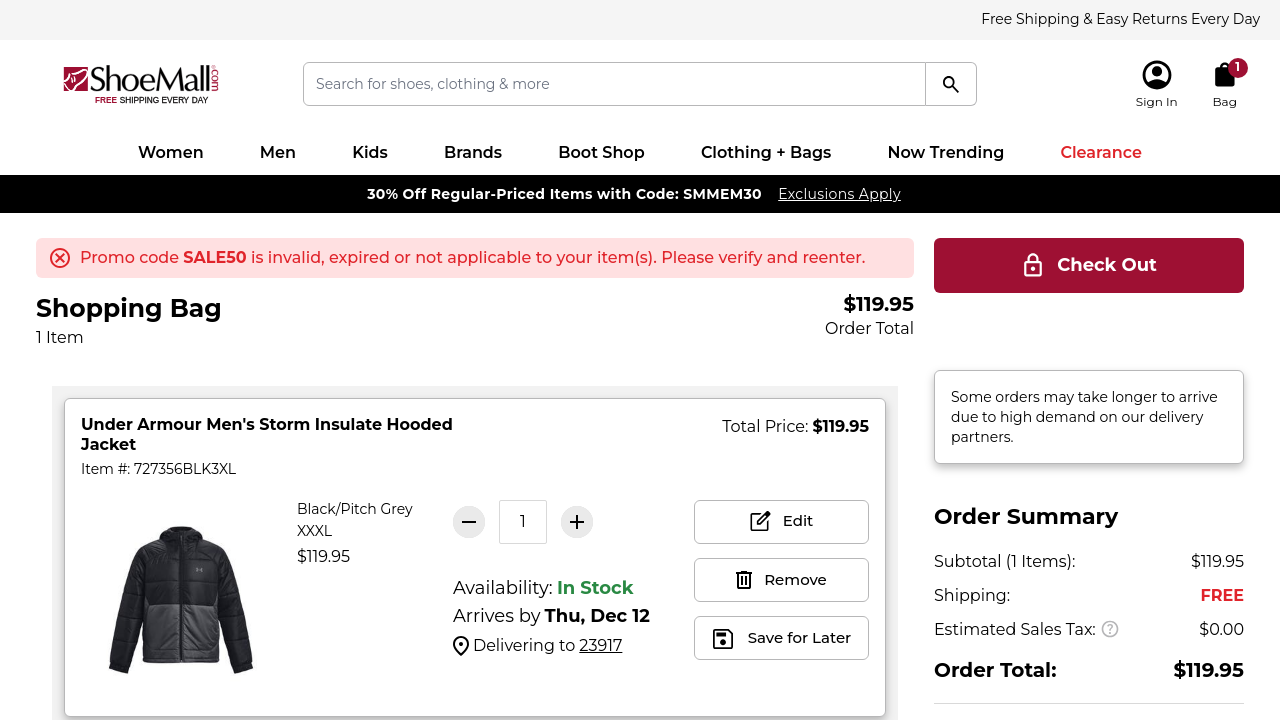 Free Shipping & Easy Returns Every Day
ShoeMall.com
FREE SHIPPING EVERY DAY
Search for shoes, clothing & more
Sign In
1
Bag
Women
Men
Kids
Brands
Boot Shop
Clothing + Bags
Now Trending
Clearance
30% Off Regular-Priced Items with Code: SMMEM30 Exclusions Apply
Promo code SALE50 is invalid, expired or not applicable to your item(s). Please verify and reenter.
Check Out
Shopping Bag
1 Item
$119.95
Order Total
Some orders may take longer to arrive
due to high demand on our delivery
partners.
Under Armour Men's Storm Insulate Hooded
Jacket
Item #: 727356BLK3XL
Total Price: $119.95
Black/Pitch Grey
XXXL
$119.95
1
Availability: In Stock
Arrives by Thu, Dec 12
Delivering to 23917
Edit
Remove
Save for Later
Order Summary
Subtotal (1 Items): $119.95
Shipping: FREE
Estimated Sales Tax: ? $0.00
Order Total: $119.95